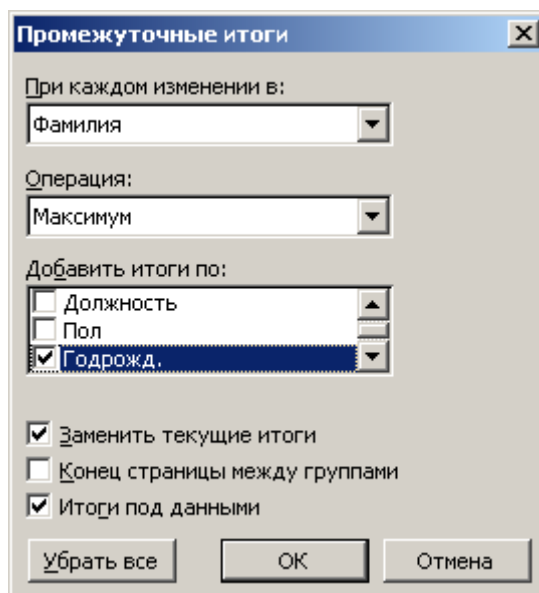 Промежуточные итоги
При каждом изменении в:
Фамилия
Операция:
Максимум
Добавить итоги по:
Должность
Пол
Годрожд.
Заменить текущие итоги
Конец страницы между группами
Итоги под данными
Убрать все ОК Отмена